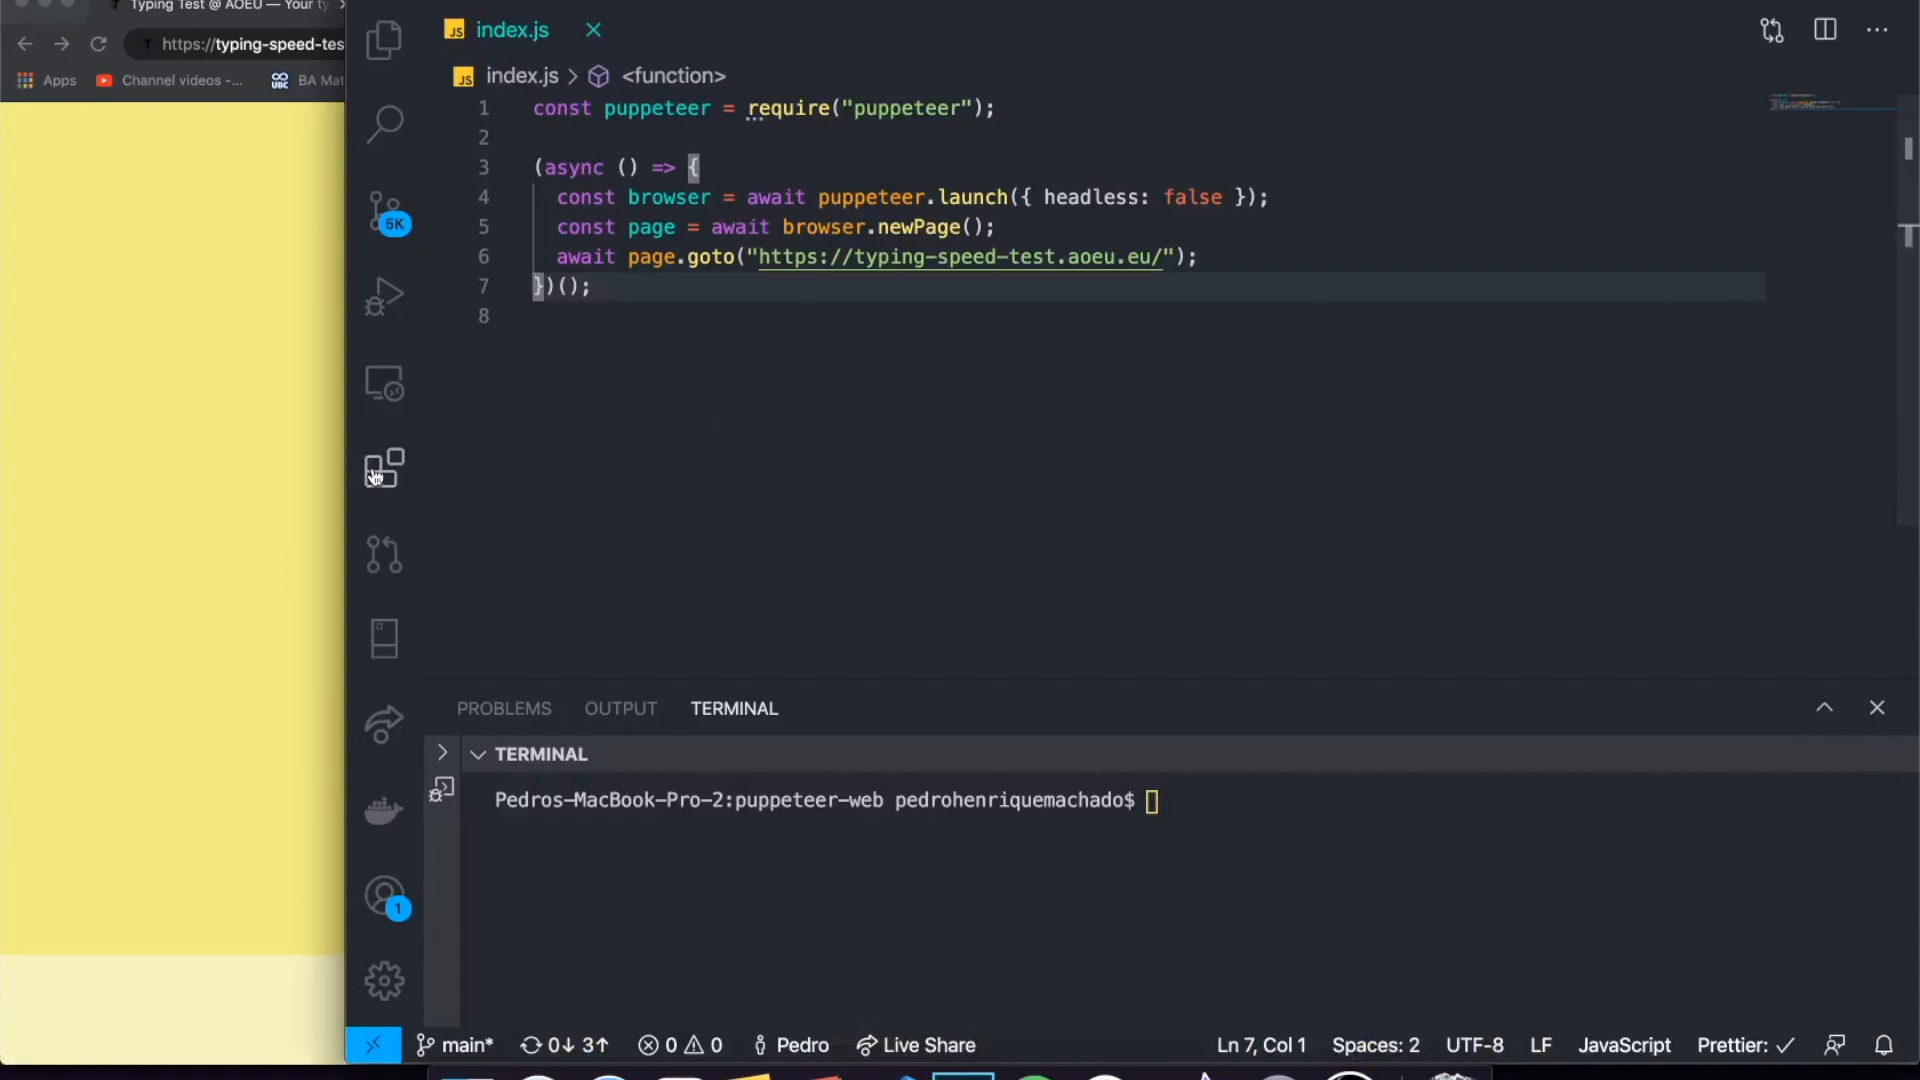 Typing Test @ AOEU — Your ty
https://typing-speed-tes
Apps
Channel videos -...
UBC
BA Mat
5K
1
JS index.js
JS index.js > <function>
1 const puppeteer = require("puppeteer");
2
3 (async () => {
4 const browser = await puppeteer.launch({ headless: false });
5 const page = await browser.newPage();
6 await page.goto("https://typing-speed-test.aoeu.eu/");
7 })();
8
PROBLEMS OUTPUT TERMINAL
TERMINAL
Pedros-MacBook-Pro-2:puppeteer-web pedrohenriquemachado$
main* 0↓ 3↑ 0 0 Pedro Live Share Ln 7, Col 1 Spaces: 2 UTF-8 LF JavaScript Prettier: ✓